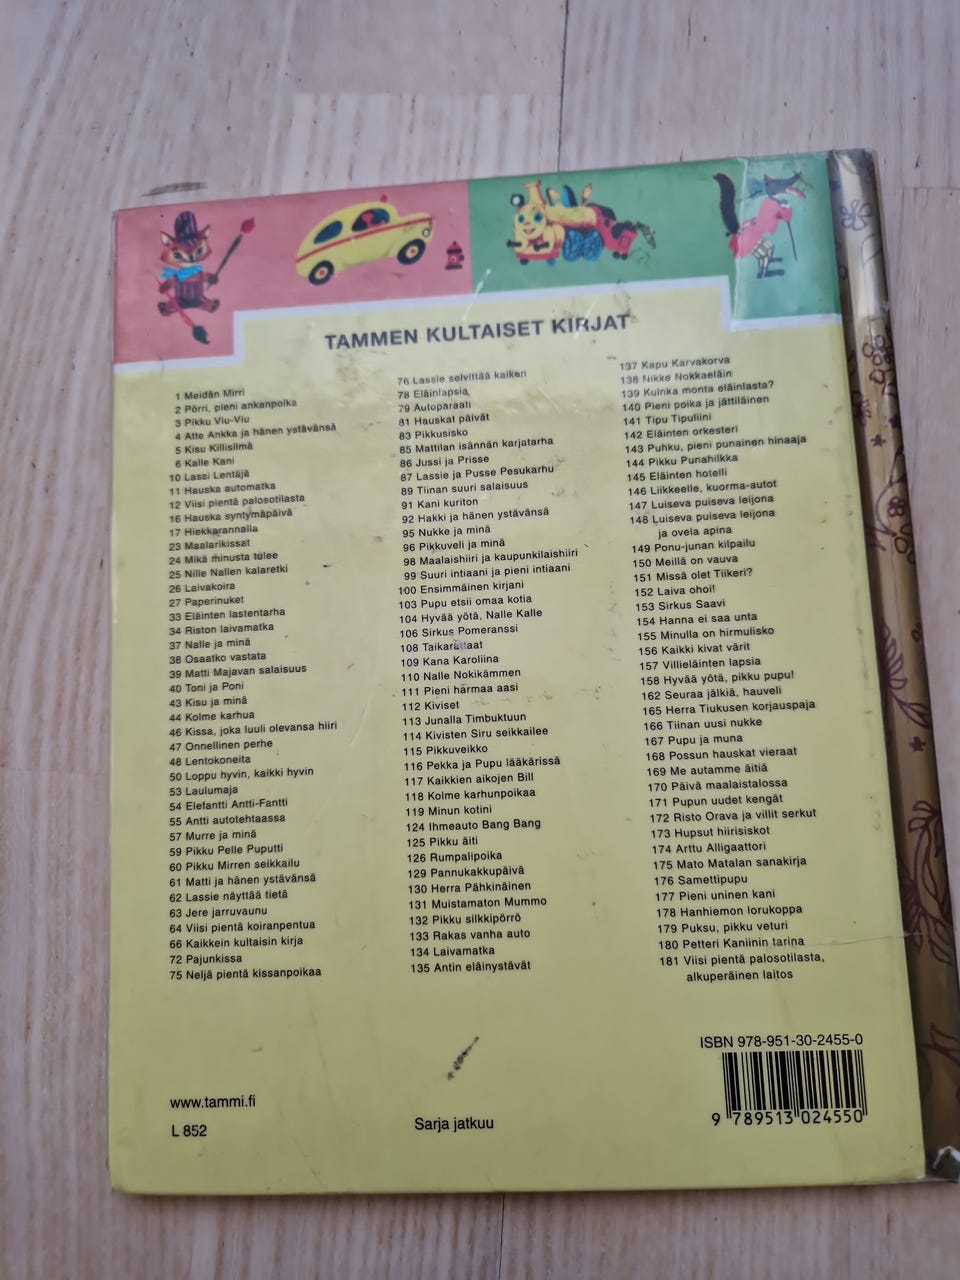 TAMMEN KULTAISET KIRJAT
1 Meidän Mirri
2 Pörri, pieni ankanpoika
3 Pikku Viu-Viu
4 Atte Ankka ja hänen ystävänsä
5 Kisu Killisilmä
6 Kalle Kani
10 Lassi Lentäjä
11 Hauska automatka
12 Viisi pientä palosotilasta
16 Hauska syntymäpäivä
17 Hiekkarannalla
23 Maalarikissat
24 Mikä minusta tulee
25 Nille Nallen kalaretki
26 Laivakoira
27 Paperinuket
33 Eläinten lastentarha
34 Riston laivamatka
37 Nalle ja minä
38 Osaatko vastata
39 Matti Majavan salaisuus
40 Toni ja Poni
43 Kisu ja minä
44 Kolme karhua
46 Kissa, joka luuli olevansa hiiri
47 Onnellinen perhe
48 Lentokoneita
50 Loppu hyvin, kaikki hyvin
53 Laulumaja
54 Elefantti Antti-Fantti
55 Antti autotehtaassa
57 Murre ja minä
59 Pikku Pelle Puputti
60 Pikku Mirren seikkailu
61 Matti ja hänen ystävänsä
62 Lassie näyttää tietä
63 Jere jarruvaunu
64 Viisi pientä koiranpentua
66 Kaikkein kultaisin kirja
72 Pajunkissa
75 Neljä pientä kissanpoikaa
76 Lassie selvittää kaiken
78 Eläinlapsia
79 Autoparaati
81 Hauskat päivät
83 Pikkusisko
85 Mattilan isännän karjatarha
86 Jussi ja Prisse
87 Lassie ja Pusse Pesukarhu
89 Tiinan suuri salaisuus
91 Kani kuriton
92 Hakki ja hänen ystävänsä
95 Nukke ja minä
96 Pikkuveli ja minä
98 Maalaishiiri ja kaupunkilaishiiri
99 Suuri intiaani ja pieni intiaani
100 Ensimmäinen kirjani
103 Pupu etsii omaa kotia
104 Hyvää yötä, Nalle Kalle
106 Sirkus Pomeranssi
108 Taikarattaat
109 Kana Karoliina
110 Nalle Nokikämmen
111 Pieni harmaa aasi
112 Kiviset
113 Junalla Timbuktuun
114 Kivisten Siru seikkailee
115 Pikkuveikko
116 Pekka ja Pupu lääkärissä
117 Kaikkien aikojen Bill
118 Kolme karhunpoikaa
119 Minun kotini
124 Ihmeauto Bang Bang
125 Pikku äiti
126 Rumpalipoika
129 Pannukakkupäivä
130 Herra Pähkinäinen
131 Muistamaton Mummo
132 Pikku silkkipörrö
133 Rakas vanha auto
134 Laivamatka
135 Antin eläinystävät
137 Kapu Karvakorva
138 Nikke Nokkaeläin
139 Kuinka monta eläinlasta?
140 Pieni poika ja jättiläinen
141 Tipu Tipuliini
142 Eläinten orkesteri
143 Puhku, pieni punainen hinaaja
144 Pikku Punahilkka
145 Eläinten hotelli
146 Liikkeelle, kuorma-autot
147 Luiseva puiseva leijona
148 Luiseva puiseva leijona
ja ovela apina
149 Ponu-junan kilpailu
150 Meillä on vauva
151 Missä olet Tiikeri?
152 Laiva ohoi!
153 Sirkus Saavi
154 Hanna ei saa unta
155 Minulla on hirmulisko
156 Kaikki kivat värit
157 Villieläinten lapsia
158 Hyvää yötä, pikku pupu!
162 Seuraa jälkiä, hauveli
165 Herra Tiukusen korjauspaja
166 Tiinan uusi nukke
167 Pupu ja muna
168 Possun hauskat vieraat
169 Me autamme äitiä
170 Päivä maalaistalossa
171 Pupun uudet kengät
172 Risto Orava ja villit serkut
173 Hupsut hiirisiskot
174 Arttu Alligaattori
175 Mato Matalan sanakirja
176 Samettipupu
177 Pieni uninen kani
178 Hanhiemon lorukoppa
179 Puksu, pikku veturi
180 Petteri Kaniinin tarina
181 Viisi pientä palosotilasta,
alkuperäinen laitos
ISBN 978-951-30-2455-0
9 789513 024550
www.tammi.fi
L 852
Sarja jatkuu